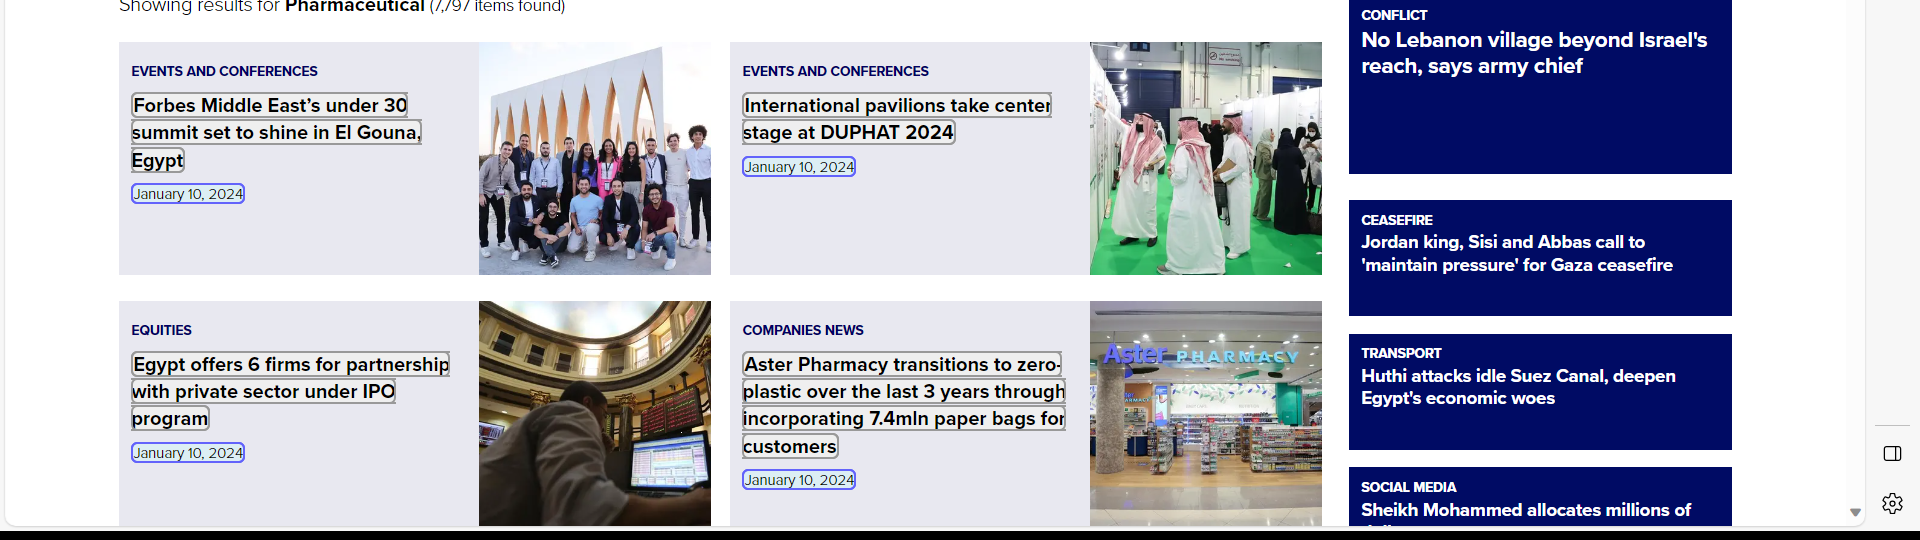 Showing results for Pharmaceutical (7,797 items found)
EVENTS AND CONFERENCES
Forbes Middle East's under 30
summit set to shine in El Gouna,
Egypt
January 10, 2024
EVENTS AND CONFERENCES
International pavilions take center
stage at DUPHAT 2024
January 10, 2024
EQUITIES
Egypt offers 6 firms for partnership
with private sector under IPO
program
January 10, 2024
COMPANIES NEWS
Aster Pharmacy transitions to zero-
plastic over the last 3 years through
incorporating 7.4mln paper bags for
customers
January 10, 2024
Aster PHARMACY
CONFLICT
No Lebanon village beyond Israel's
reach, says army chief
CEASEFIRE
Jordan king, Sisi and Abbas call to
'maintain pressure' for Gaza ceasefire
TRANSPORT
Huthi attacks idle Suez Canal, deepen
Egypt's economic woes
SOCIAL MEDIA
Sheikh Mohammed allocates millions of